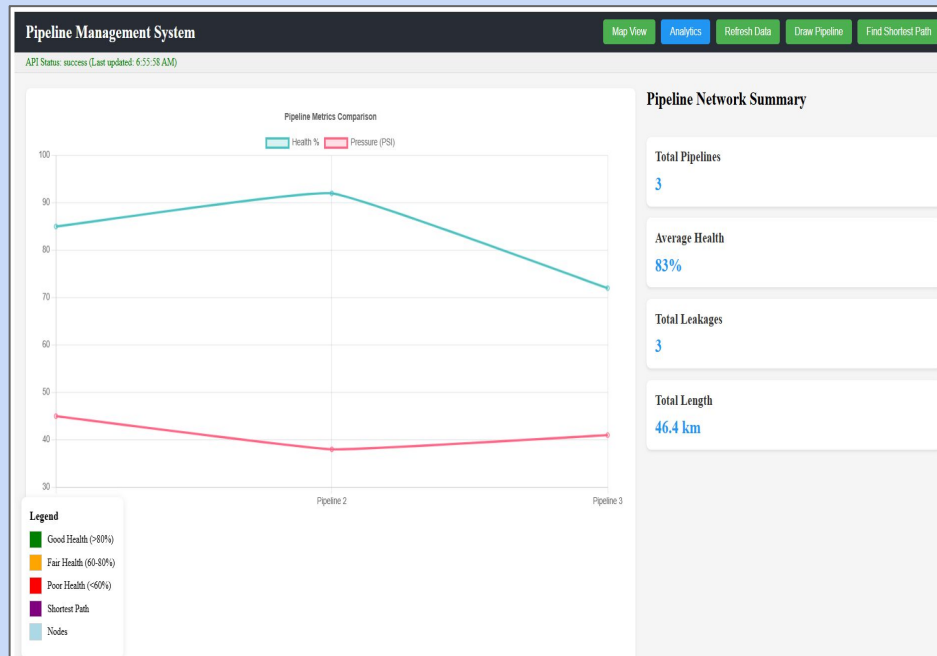 Pipeline Management System
Map View
Analytics
Refresh Data
Draw Pipeline
Find Shortest Path
API Status: success (Last updated: 6:55:58 AM)
Pipeline Metrics Comparison
Health %
Pressure (PSI)
100
90
80
70
60
50
40
30
Pipeline 2
Pipeline 3
Legend
Good Health (>80%)
Fair Health (60-80%)
Poor Health (<60%)
Shortest Path
Nodes
Pipeline Network Summary
Total Pipelines
3
Average Health
83%
Total Leakages
3
Total Length
46.4 km